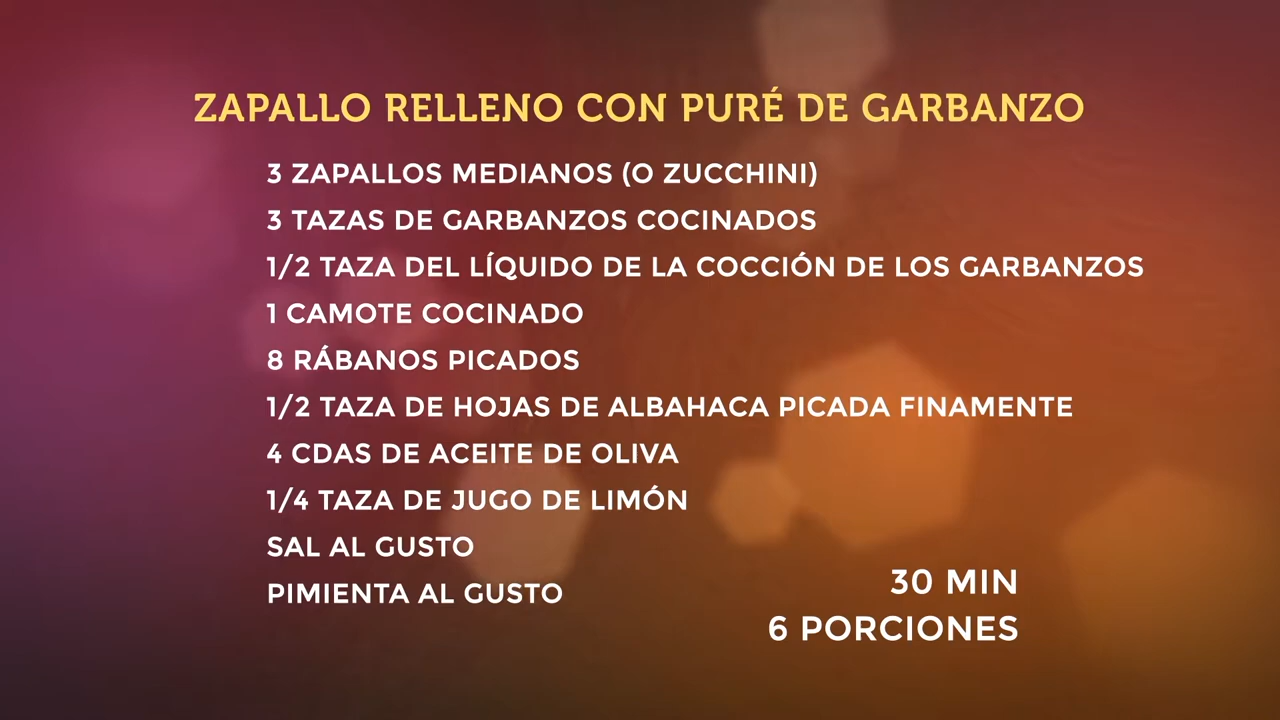 ZAPALLO RELLENO CON PURÉ DE GARBANZO
3 ZAPALLOS MEDIANOS (O ZUCCHINI)
3 TAZAS DE GARBANZOS COCINADOS
1/2 TAZA DEL LÍQUIDO DE LA COCCIÓN DE LOS GARBANZOS
1 CAMOTE COCINADO
8 RÁBANOS PICADOS
1/2 TAZA DE HOJAS DE ALBAHACA PICADA FINAMENTE
4 CDAS DE ACEITE DE OLIVA
1/4 TAZA DE JUGO DE LIMÓN
SAL AL GUSTO
PIMIENTA AL GUSTO
30 MIN
6 PORCIONES